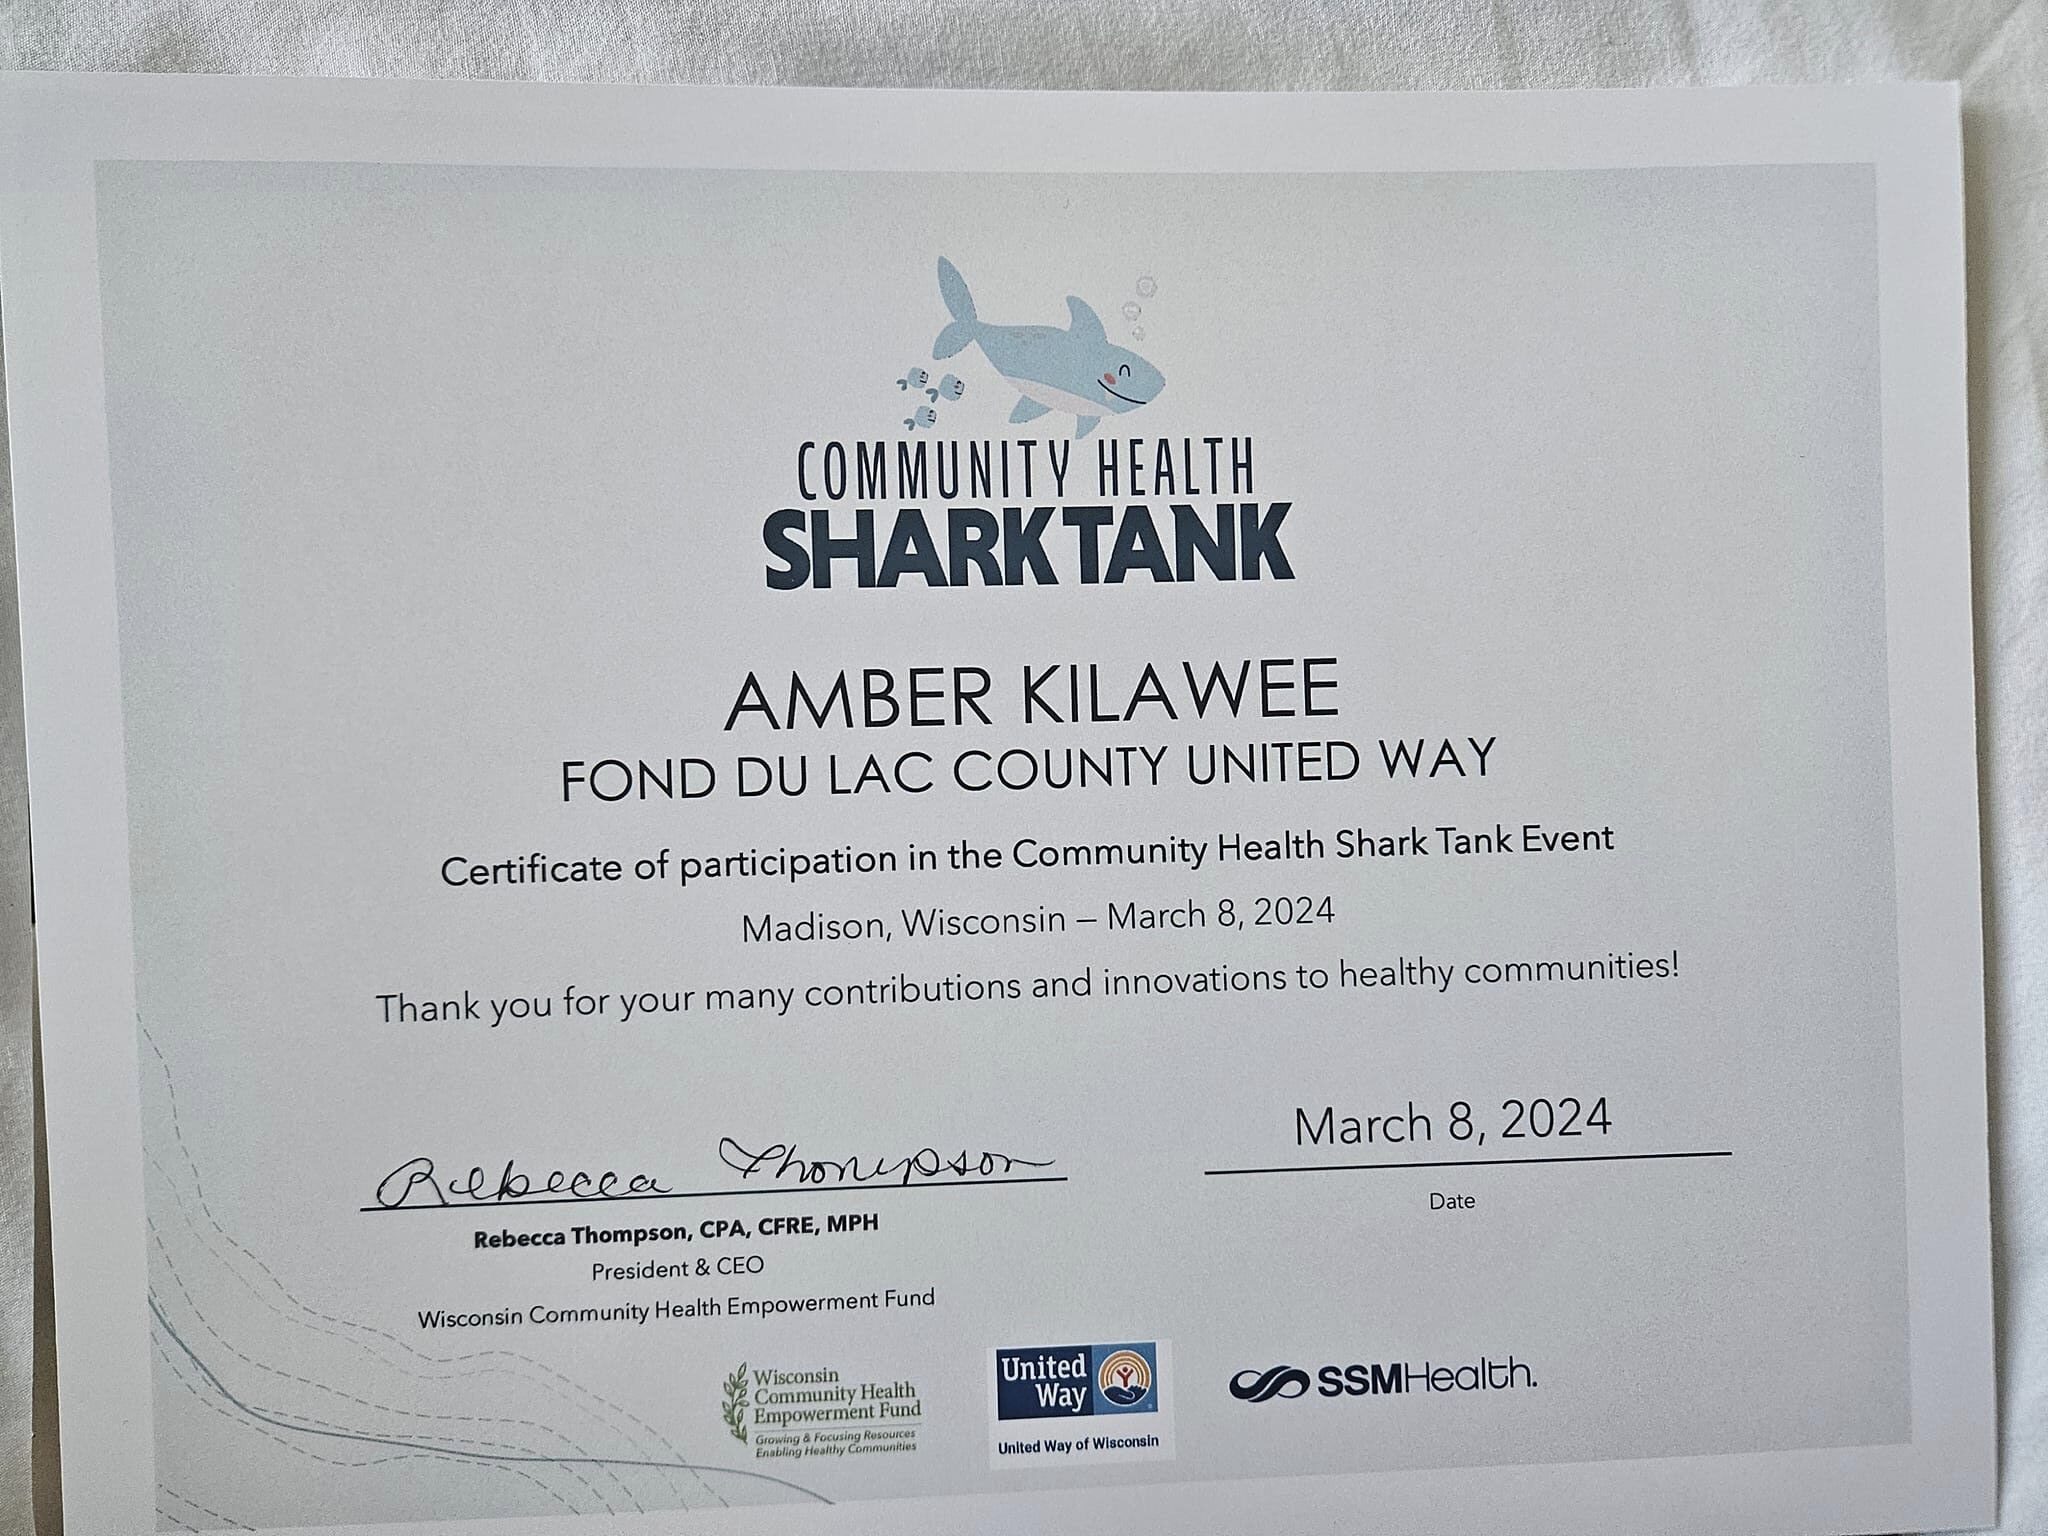 COMMUNITY HEALTH
SHARK TANK
AMBER KILAWEE
FOND DU LAC COUNTY UNITED WAY
Certificate of participation in the Community Health Shark Tank Event
Madison, Wisconsin – March 8, 2024
Thank you for your many contributions and innovations to healthy communities!
Rebecca Thompson
March 8, 2024
Rebecca Thompson, CPA, CFRE, MPH
Date
President & CEO
Wisconsin Community Health Empowerment Fund
Wisconsin
Community Health
Empowerment Fund
Growing & Focusing Resources
Enabling Healthy Communities
United
Way
United Way of Wisconsin
SSMHealth.